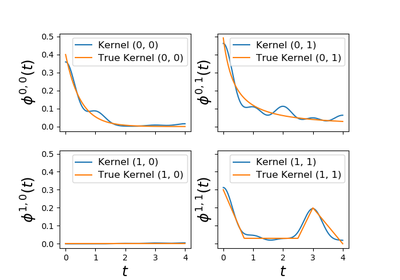 0.5
0.4
0.3
0.2
0.1
0.0
ϕ^{0,0}(t)
Kernel (0, 0)
True Kernel (0, 0)
ϕ^{0,1}(t)
Kernel (0, 1)
True Kernel (0, 1)
0.5
0.4
0.3
0.2
0.1
0.0
ϕ^{1,0}(t)
Kernel (1, 0)
True Kernel (1, 0)
0 1 2 3 4
t
ϕ^{1,1}(t)
Kernel (1, 1)
True Kernel (1, 1)
0 1 2 3 4
t